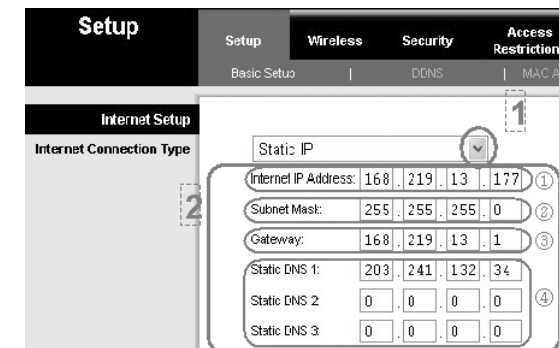 Setup
Setup Wireless Security Access Restriction
Basic Setup | DDNS | MAC A
1
Internet Setup
Internet Connection Type
Static IP
2
Internet IP Address: 168 . 219 . 13 . 177 ①
Subnet Mask: 255 . 255 . 255 . 0 ②
Gateway: 168 . 219 . 13 . 1 ③
Static DNS 1: 203 . 241 . 132 . 34
Static DNS 2: 0 . 0 . 0 . 0 ④
Static DNS 3: 0 . 0 . 0 . 0